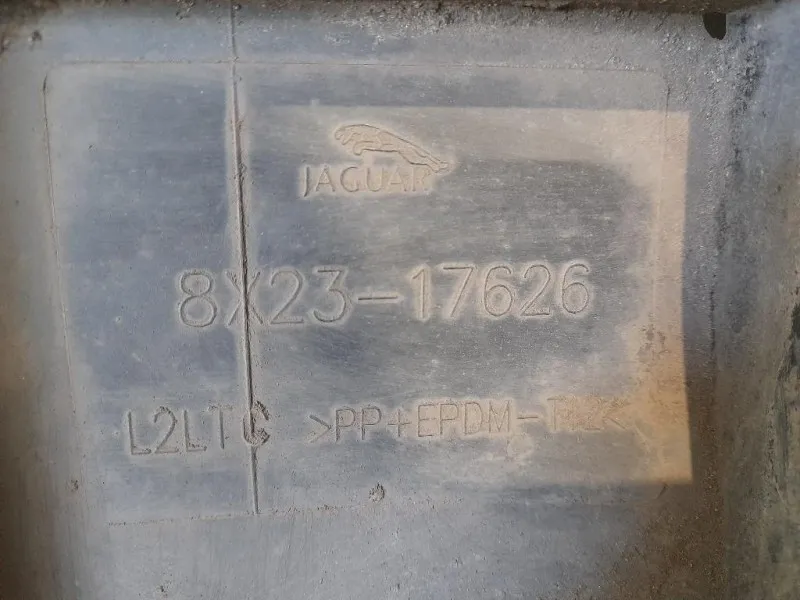 JAGUAR
8X23-17626
L2LTC >PP+EPDM-T